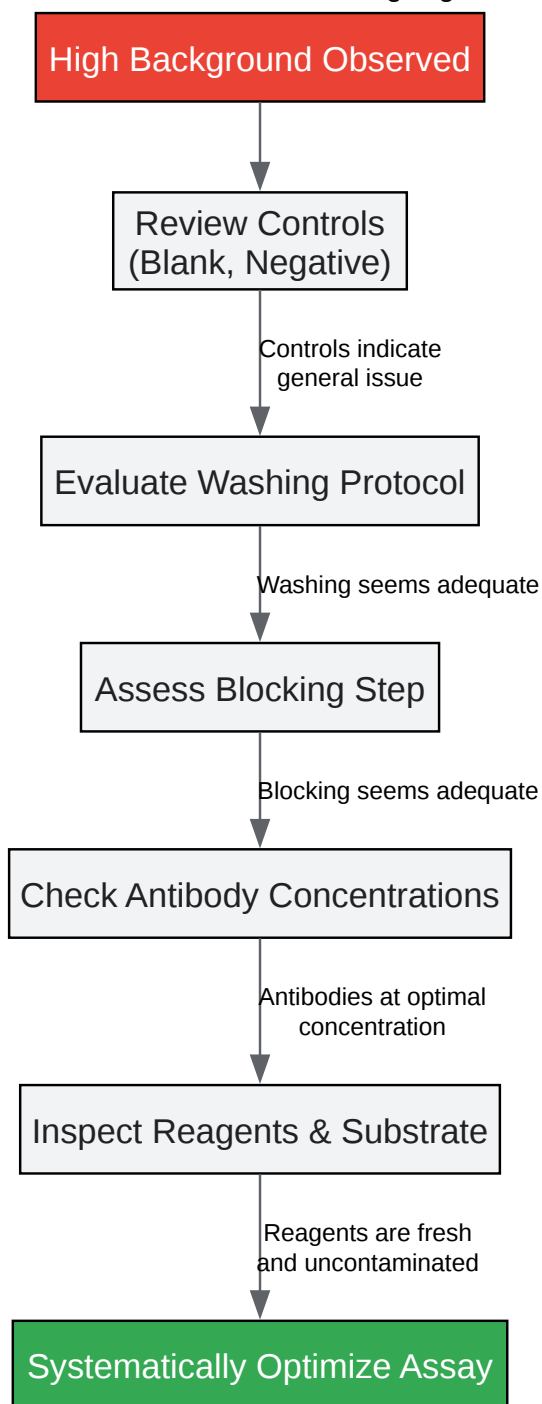 High Background Observed
Review Controls
(Blank, Negative)
Controls indicate
general issue
Evaluate Washing Protocol
Washing seems adequate
Assess Blocking Step
Blocking seems adequate
Check Antibody Concentrations
Antibodies at optimal
concentration
Inspect Reagents & Substrate
Reagents are fresh
and uncontaminated
Systematically Optimize Assay